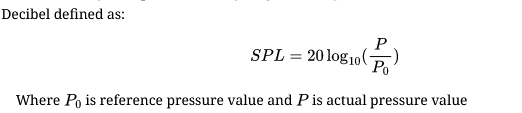 Decibel defined as:
SPL = 20 log₁₀(P/P₀)
Where P₀ is reference pressure value and P is actual pressure value